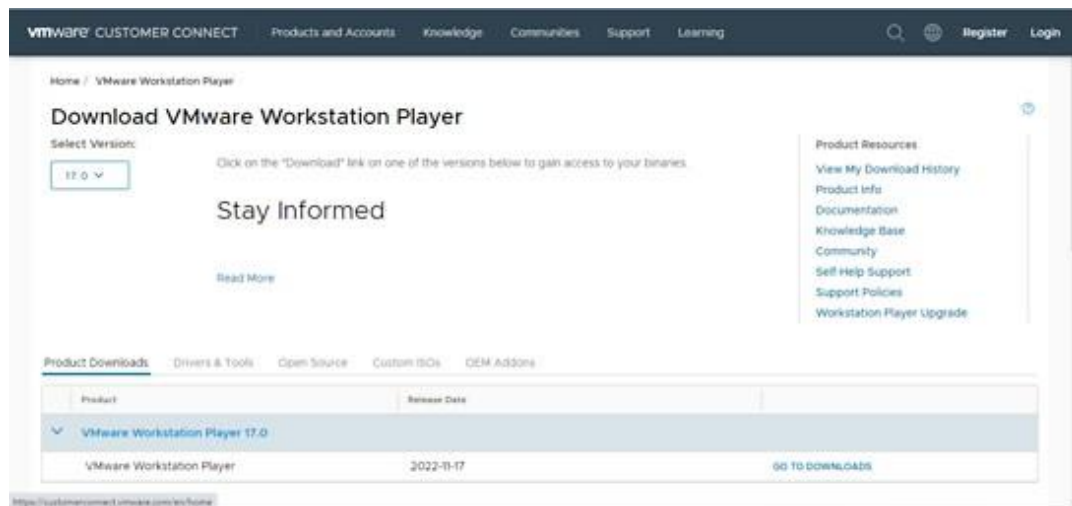 vmware CUSTOMER CONNECT Products and Accounts Knowledge Communities Support Learning Register Login
Home / VMware Workstation Player
Download VMware Workstation Player
Select Version:
17.0
Click on the "Download" link on one of the versions below to gain access to your binaries.
Stay Informed
Read More
Product Resources
View My Download History
Product Info
Documentation
Knowledge Base
Community
Self Help Support
Support Policies
Workstation Player Upgrade
Product Downloads Drivers & Tools Open Source Custom ISOs OEM Addons
Product Release Date
VMware Workstation Player 17.0
VMware Workstation Player 2022-11-17 GO TO DOWNLOADS
https://customerconnect.vmware.com/en/home